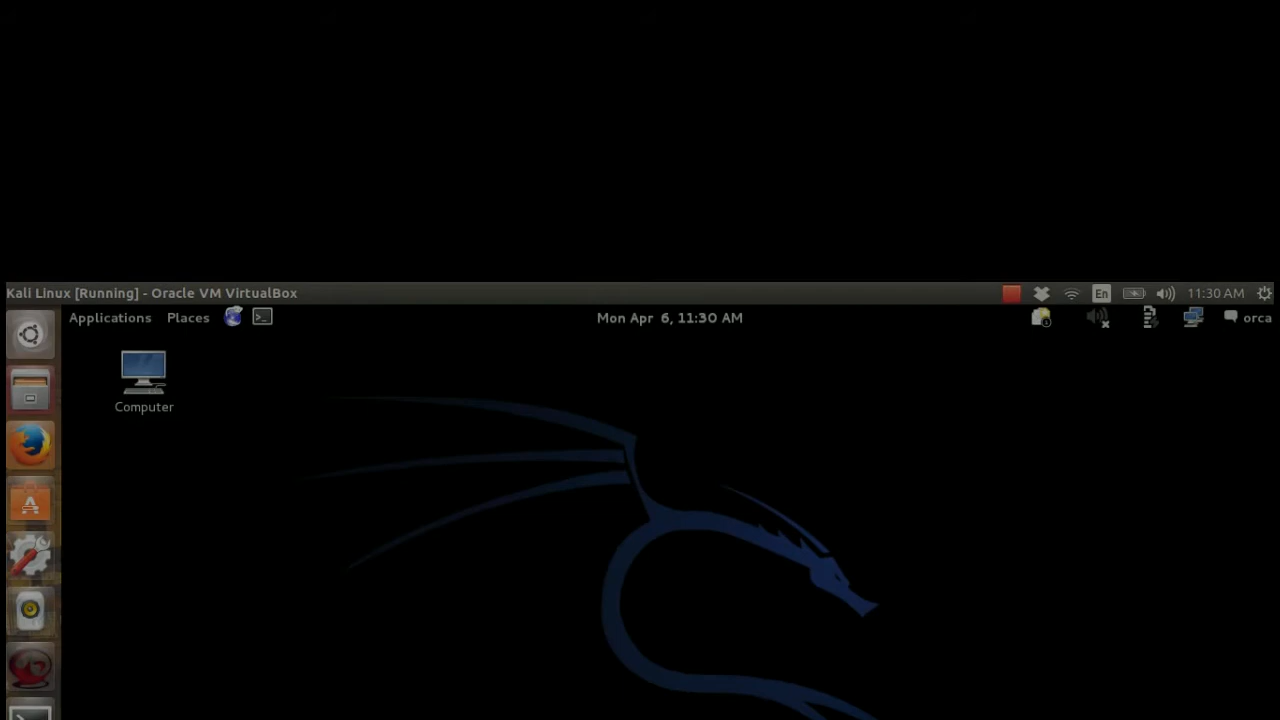 Kali Linux [Running] - Oracle VM VirtualBox
En
11:30 AM
Applications Places
Mon Apr 6, 11:30 AM
orca
Computer